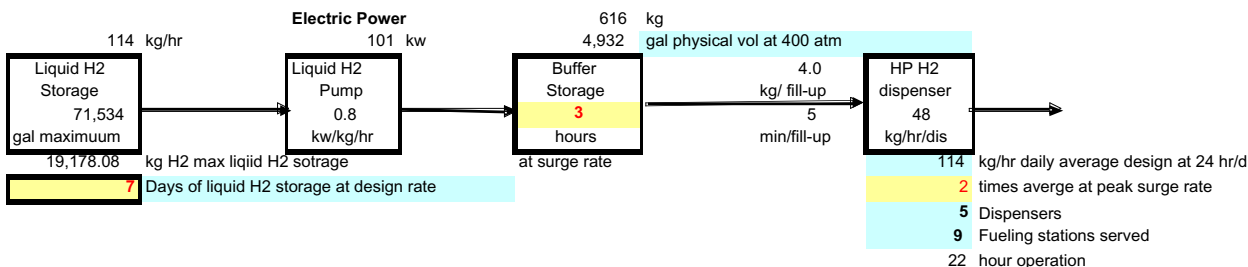 Electric Power
616 kg
114 kg/hr
101 kw
4,932 gal physical vol at 400 atm
Liquid H2
Storage
71,534
gal maximuum
Liquid H2
Pump
0.8
kw/kg/hr
Buffer
Storage
3
hours
4.0
kg/ fill-up
5
min/fill-up
HP H2
dispenser
48
kg/hr/dis
19,178.08 kg H2 max liqiid H2 sotrage
at surge rate
114 kg/hr daily average design at 24 hr/d
7 Days of liquid H2 storage at design rate
2 times averge at peak surge rate
5 Dispensers
9 Fueling stations served
22 hour operation